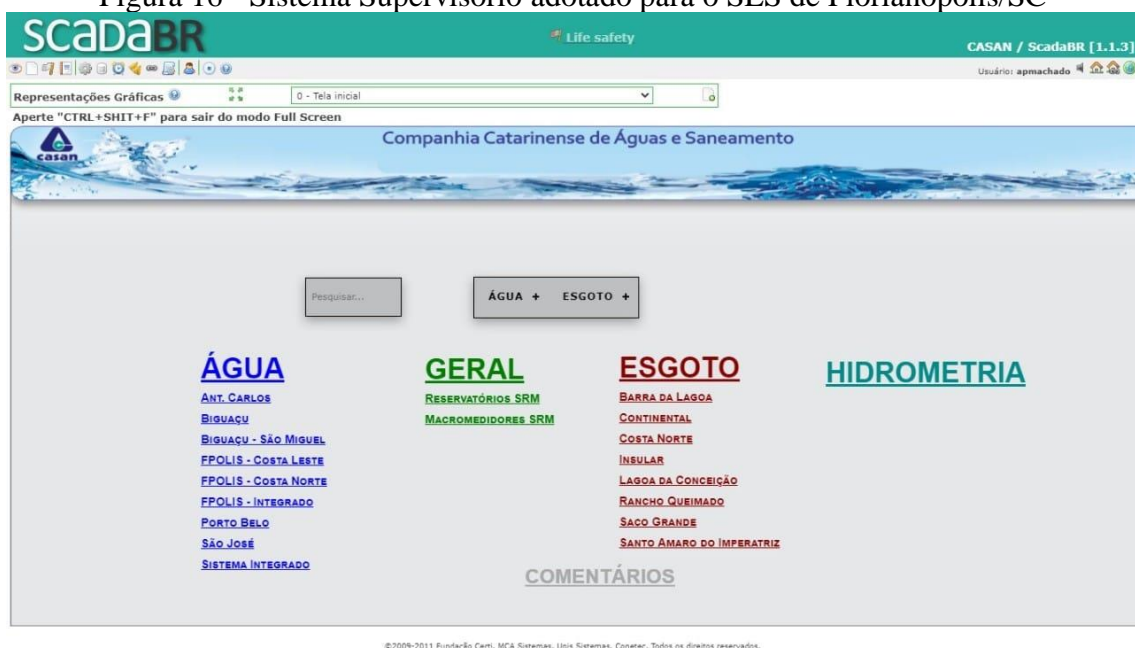 Figura 16 - Sistema Supervisório adotado para o SES de Florianópolis/SC
scadaBR
Life safety
CASAN / ScadaBR [1.1.3]
Usuário: apmachado
Representações Gráficas
0 - Tela inicial
Aperte "CTRL+SHIT+F" para sair do modo Full Screen
casan
Companhia Catarinense de Águas e Saneamento
Pesquisar...
ÁGUA + ESGOTO +
ÁGUA
ANT. CARLOS
BIGUAÇU
BIGUAÇU - SÃO MIGUEL
FPOLIS - COSTA LESTE
FPOLIS - COSTA NORTE
FPOLIS - INTEGRADO
PORTO BELO
SÃO JOSÉ
SISTEMA INTEGRADO
GERAL
RESERVATÓRIOS SRM
MACROMEDIDORES SRM
ESGOTO
BARRA DA LAGOA
CONTINENTAL
COSTA NORTE
INSULAR
LAGOA DA CONCEIÇÃO
RANCHO QUEIMADO
SACO GRANDE
SANTO AMARO DO IMPERATRIZ
HIDROMETRIA
COMENTÁRIOS
©2009-2011 Fundação Certi, MCA Sistemas, Unis Sistemas, Conetec. Todos os direitos reservados.